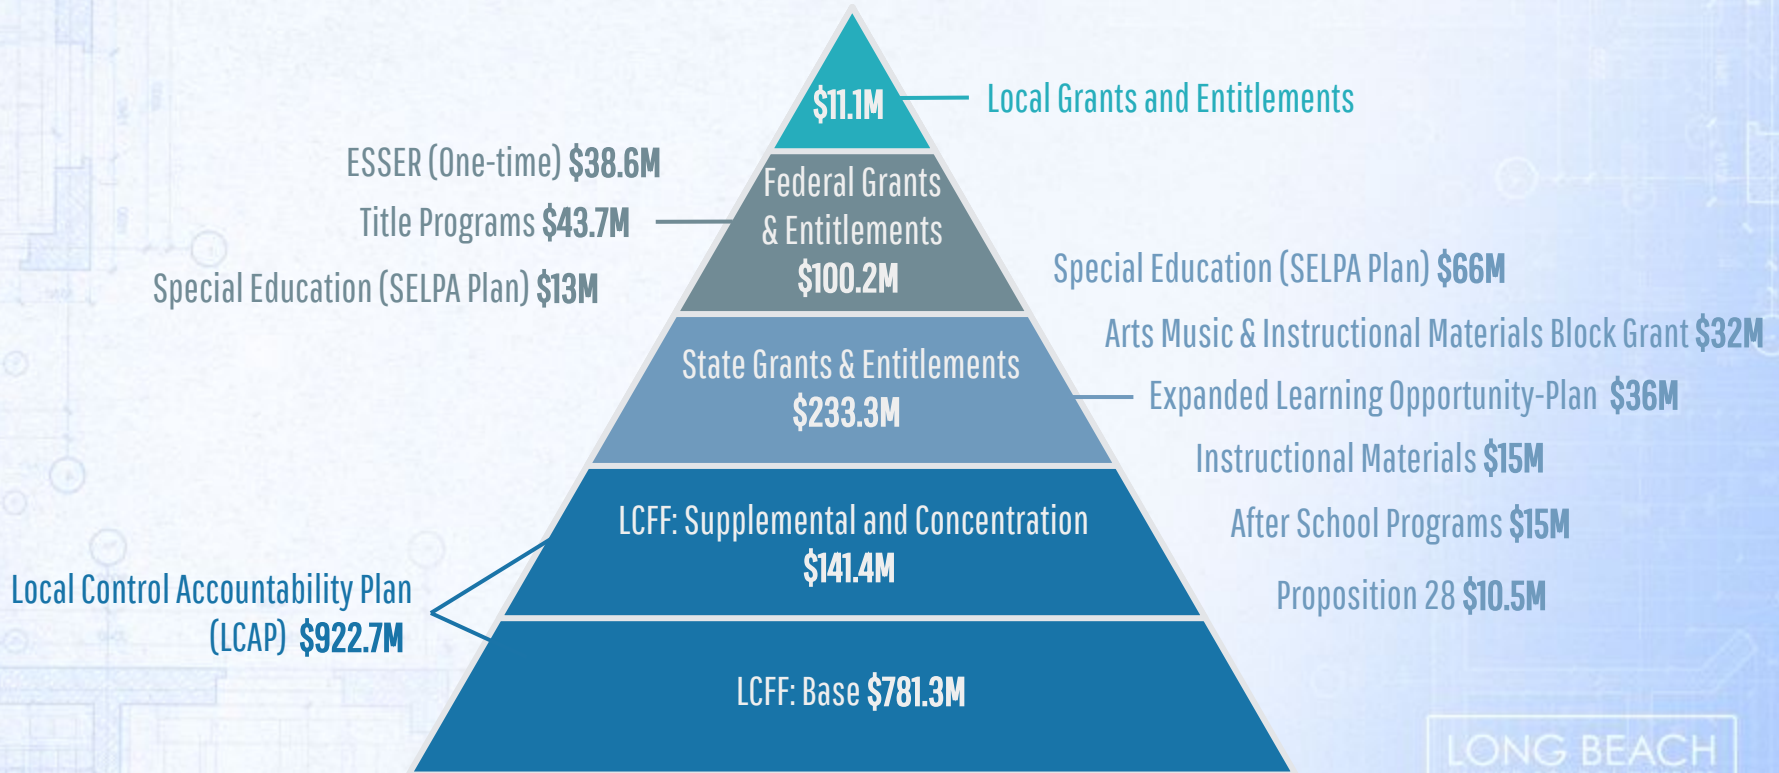 $11.1M
Local Grants and Entitlements
ESSER (One-time) $38.6M
Title Programs $43.7M
Special Education (SELPA Plan) $13M
Federal Grants
& Entitlements
$100.2M
Special Education (SELPA Plan) $66M
Arts Music & Instructional Materials Block Grant $32M
Expanded Learning Opportunity-Plan $36M
Instructional Materials $15M
After School Programs $15M
Proposition 28 $10.5M
State Grants & Entitlements
$233.3M
LCFF: Supplemental and Concentration
$141.4M
Local Control Accountability Plan
(LCAP) $922.7M
LCFF: Base $781.3M
LONG BEACH